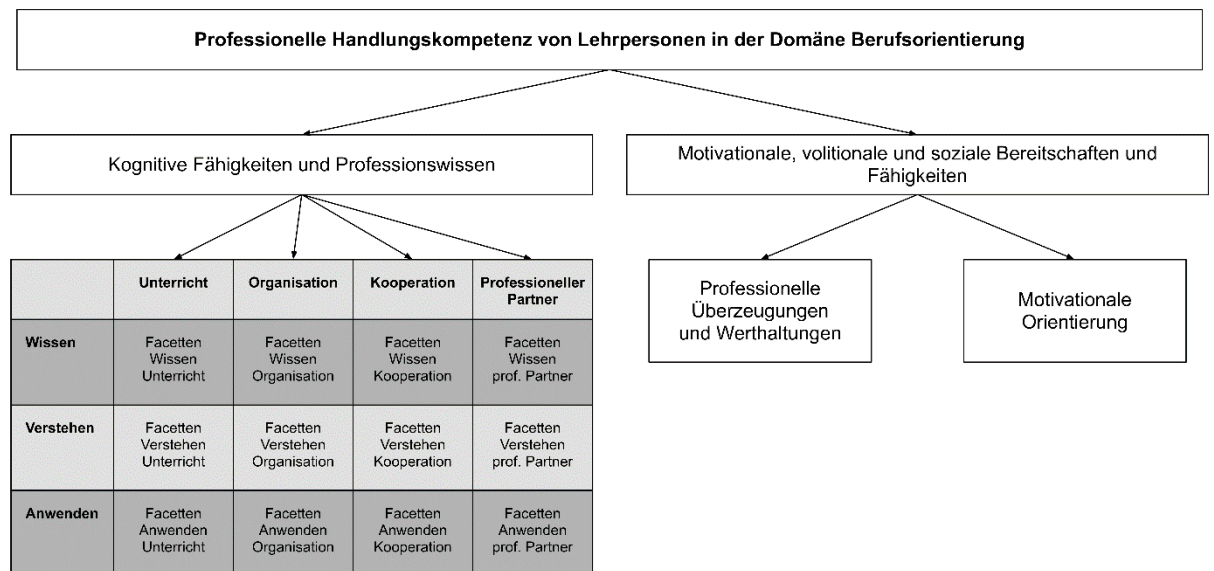 Professionelle Handlungskompetenz von Lehrpersonen in der Domäne Berufsorientierung
Kognitive Fähigkeiten und Professionswissen
Motivationale, volitionale und soziale Bereitschaften und
Fähigkeiten
Unterricht Organisation Kooperation Professioneller
Partner
Wissen Facetten Facetten Facetten Facetten
Wissen Wissen Wissen Wissen
Unterricht Organisation Kooperation prof. Partner
Verstehen Facetten Facetten Facetten Facetten
Verstehen Verstehen Verstehen Verstehen
Unterricht Organisation Kooperation prof. Partner
Anwenden Facetten Facetten Facetten Facetten
Anwenden Anwenden Anwenden Anwenden
Unterricht Organisation Kooperation prof. Partner
Professionelle
Überzeugungen
und Werthaltungen
Motivationale
Orientierung